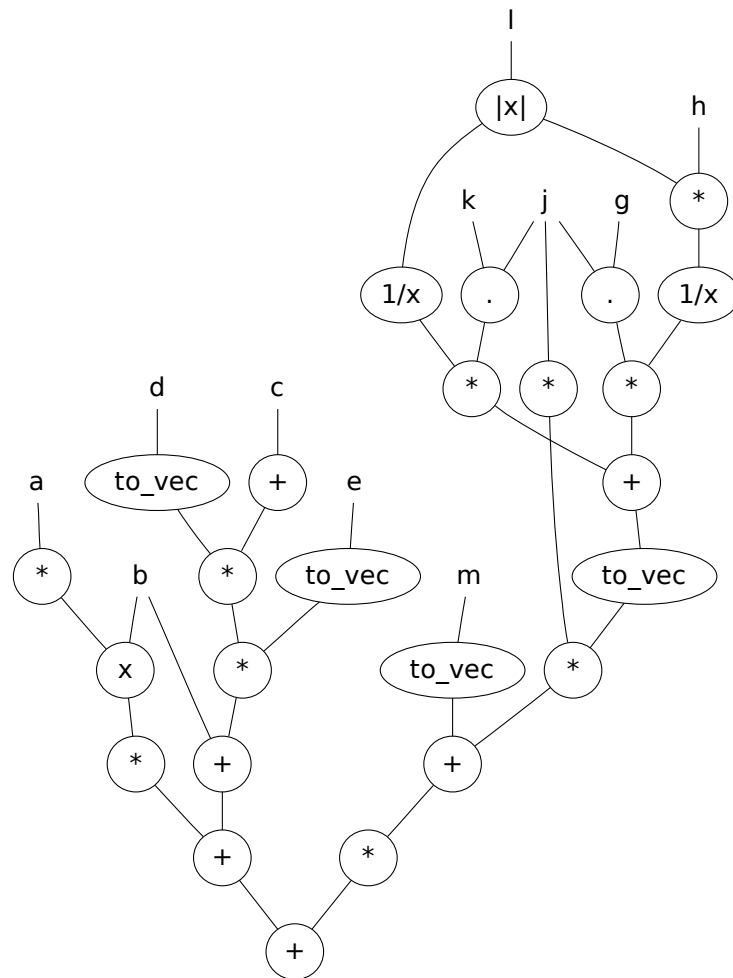 l
|x|
h
*
k
j
g
1/x
.
.
1/x
*
*
*
d
c
a
to_vec
+
e
+
*
b
*
to_vec
m
to_vec
x
*
to_vec
*
*
+
+
+
*
+